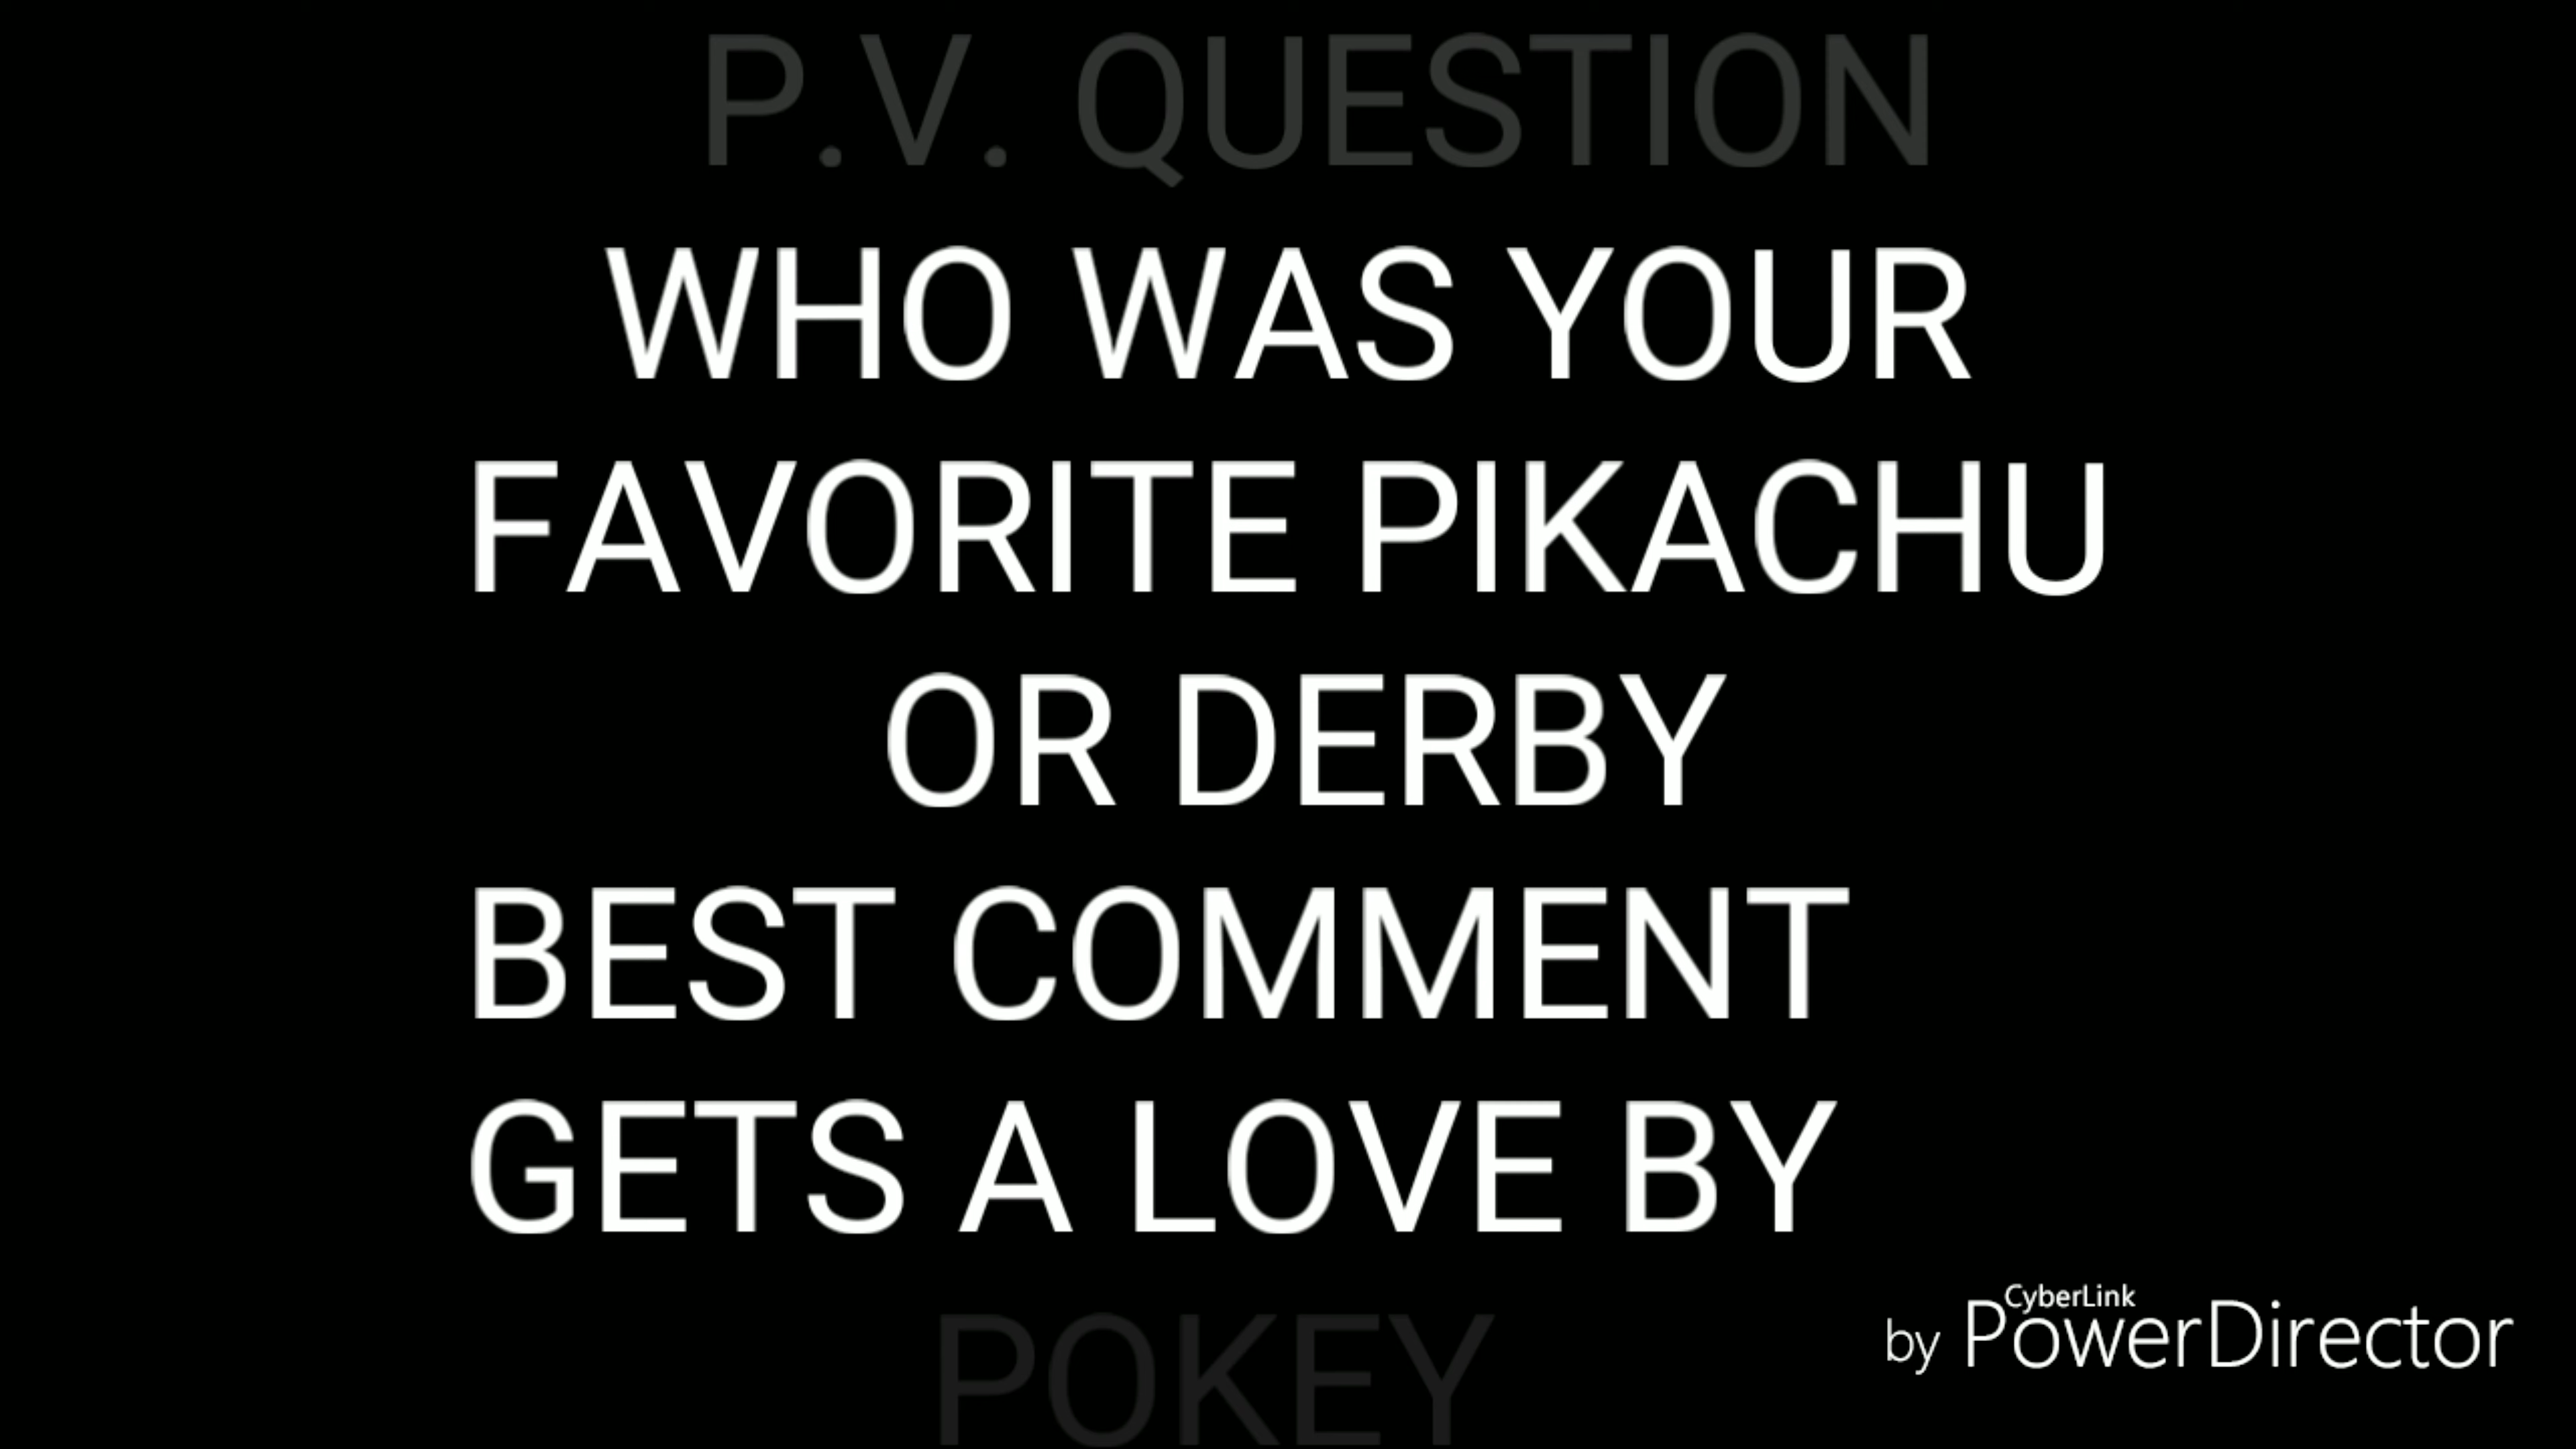 P.V. QUESTION
WHO WAS YOUR
FAVORITE PIKACHU
OR DERBY
BEST COMMENT
GETS A LOVE BY
POKEY
CyberLink
by PowerDirector